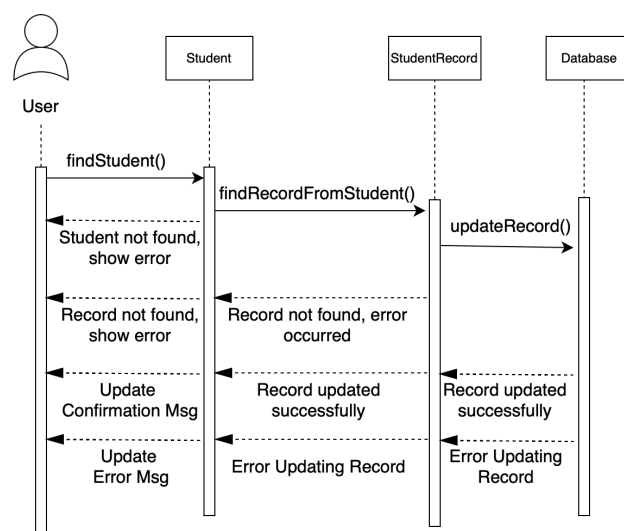 Student
StudentRecord
Database
User
findStudent()
findRecordFromStudent()
updateRecord()
Student not found,
show error
Record not found,
show error
Record not found, error
occurred
Update
Confirmation Msg
Record updated
successfully
Record updated
successfully
Update
Error Msg
Error Updating Record
Error Updating
Record